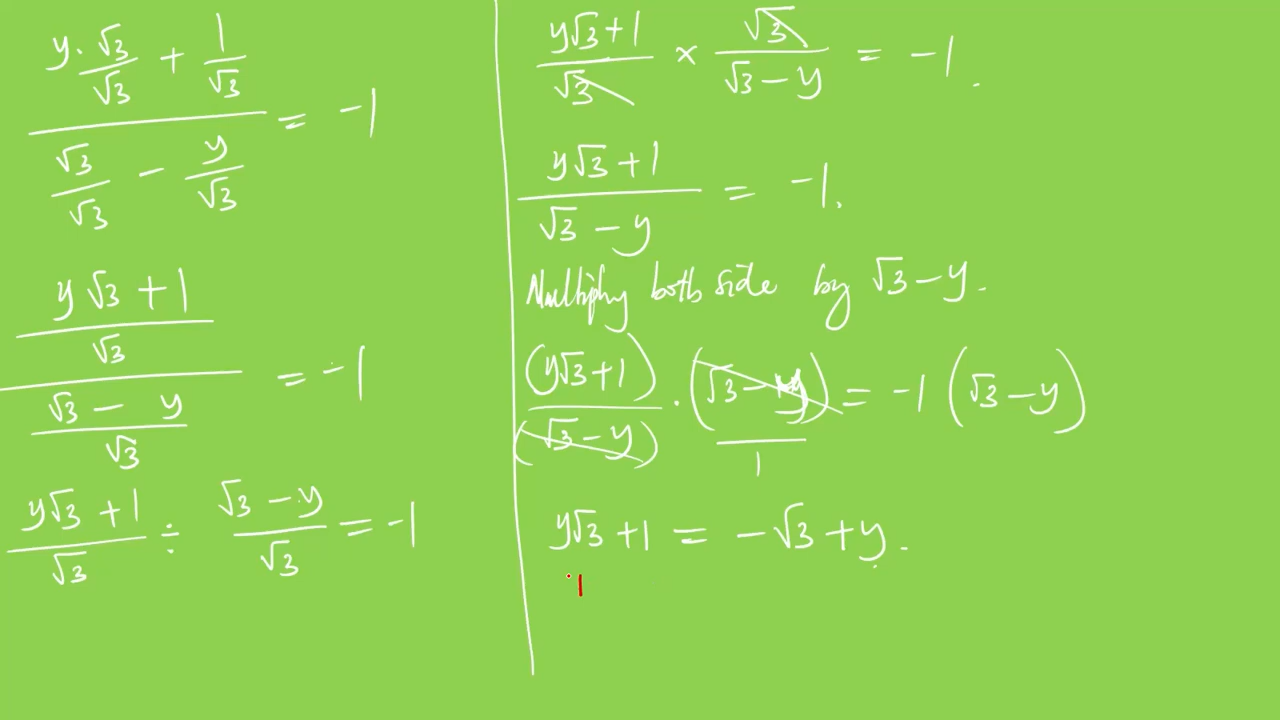 (y·√3/√3 + 1/√3) / (√3/√3 − y/√3) = −1
((y√3 + 1)/√3) / ((√3 − y)/√3) = −1
(y√3 + 1)/√3 ÷ (√3 − y)/√3 = −1
(y√3 + 1)/√3 × √3/(√3 − y) = −1.
(y√3 + 1)/(√3 − y) = −1.
Multiply both side by √3 − y.
(y√3 + 1)/(√3 − y) · (√3 − y)/1 = −1 (√3 − y)
y√3 + 1 = −√3 + y.